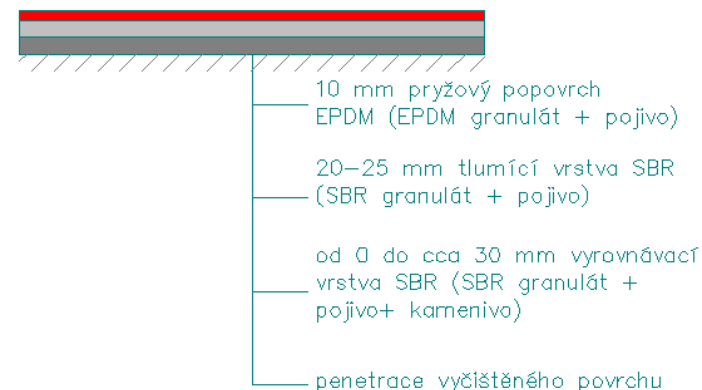 10 mm pryžový popovrch
EPDM (EPDM granulát + pojivo)
20-25 mm tlumící vrstva SBR
(SBR granulát + pojivo)
od 0 do cca 30 mm vyrovnávací
vrstva SBR (SBR granulát +
pojivo+ kamenivo)
penetrace vyčištěného povrchu